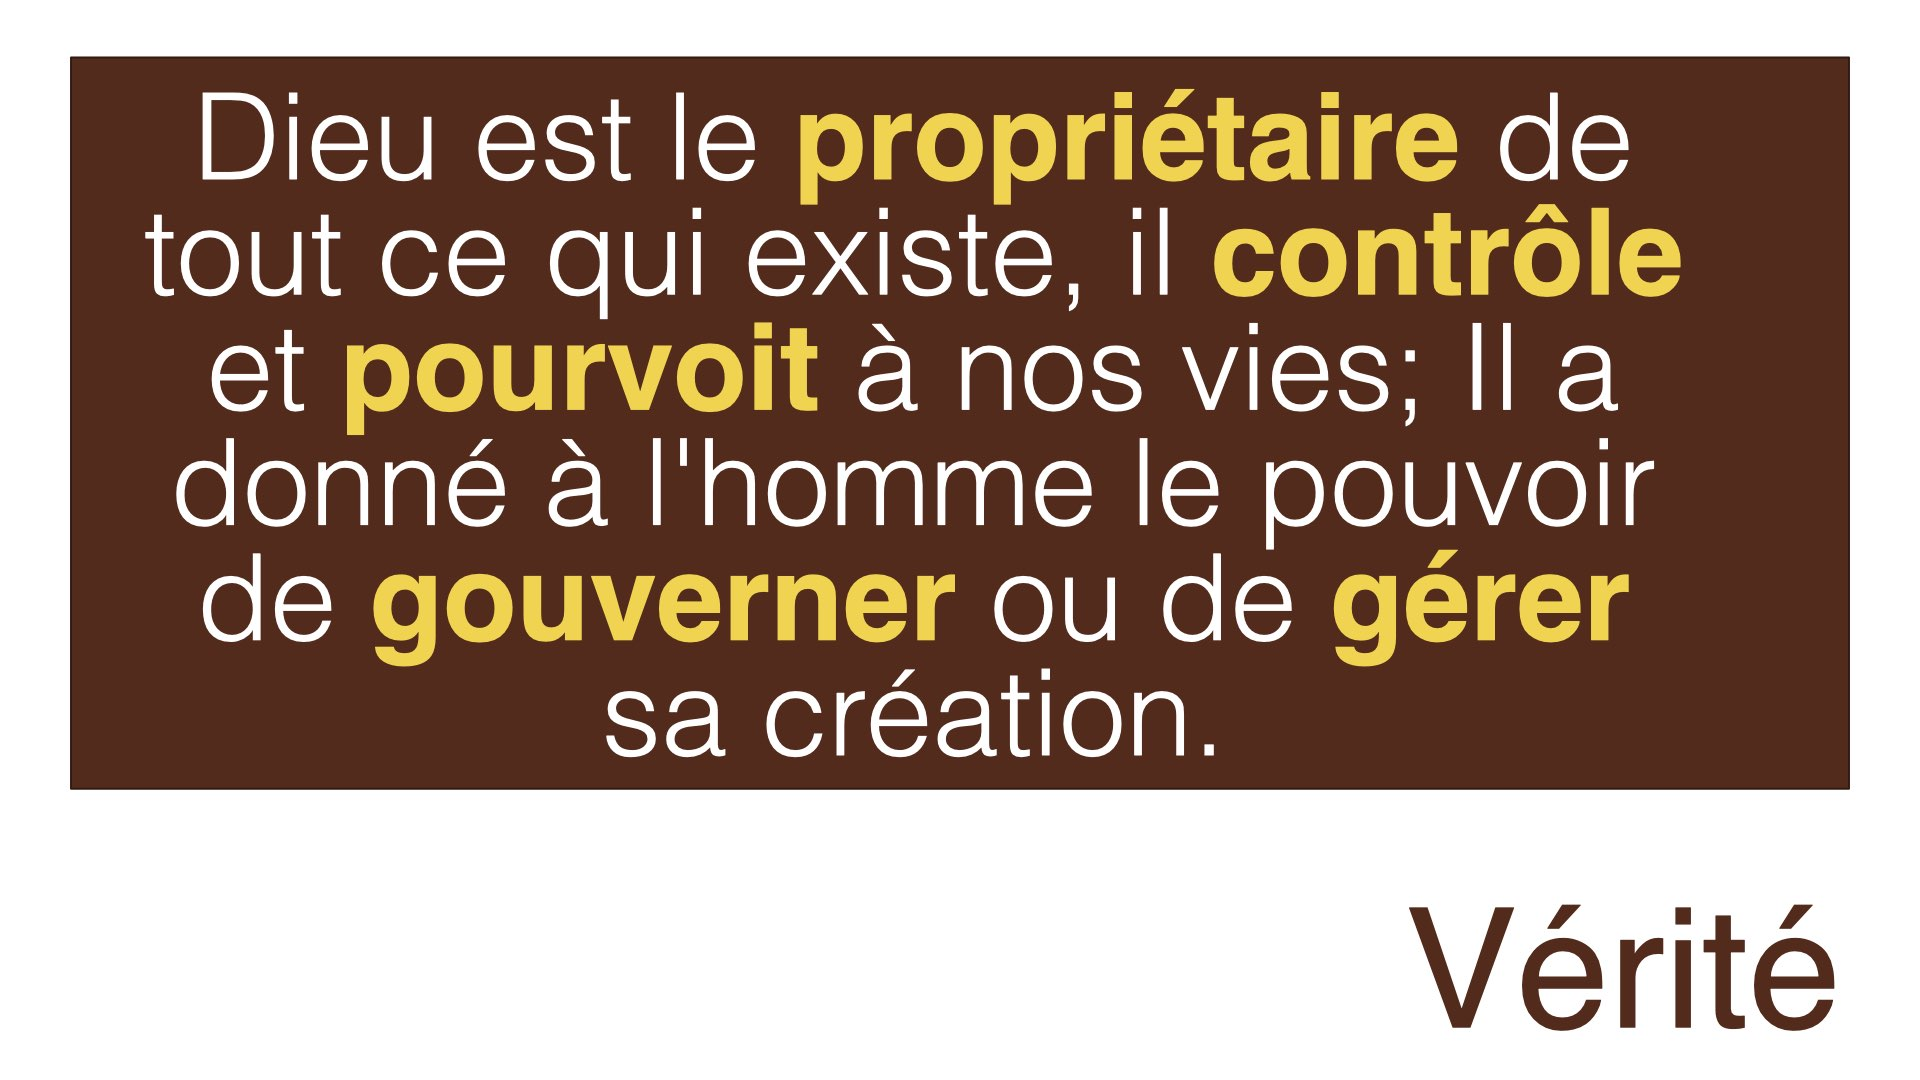 Dieu est le propriétaire de
tout ce qui existe, il contrôle
et pourvoit à nos vies; Il a
donné à l'homme le pouvoir
de gouverner ou de gérer
sa création.
Vérité